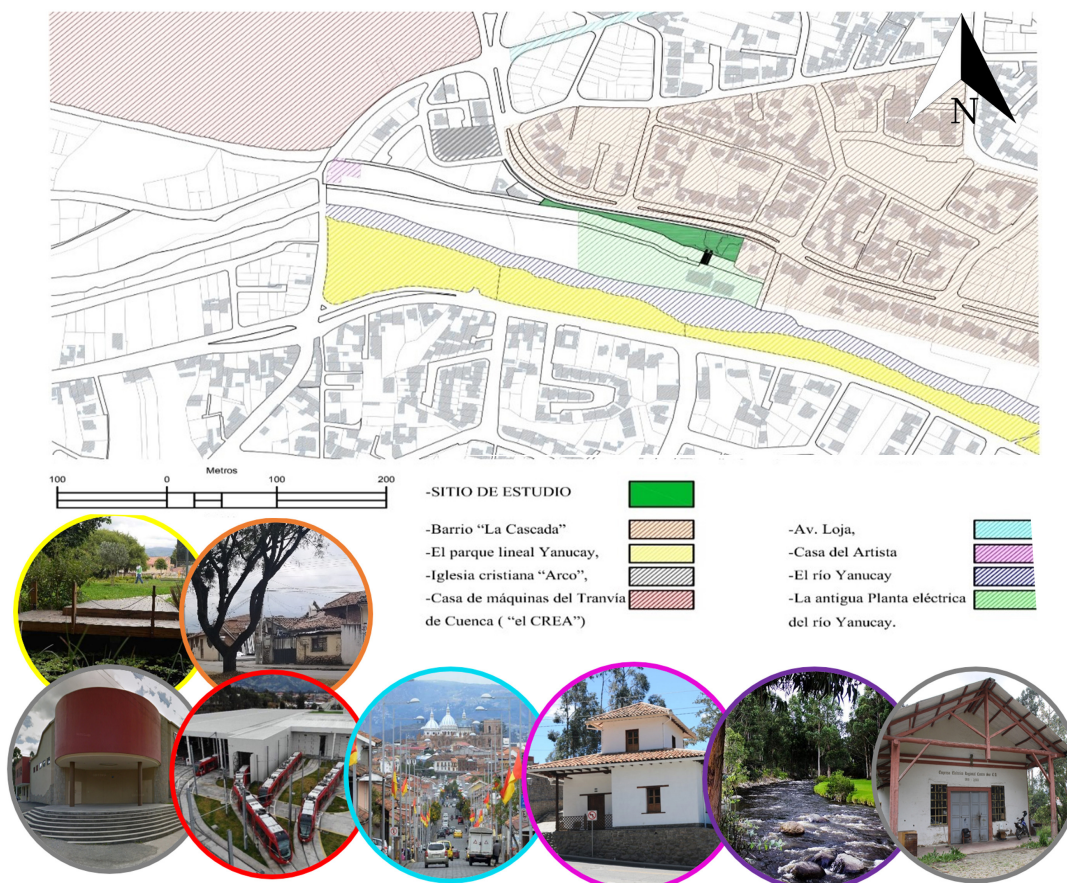 N
Metros
100 0 100 200
-SITIO DE ESTUDIO
-Barrio “La Cascada”
-El parque lineal Yanucay,
-Iglesia cristiana “Arco”,
-Casa de máquinas del Tranvía
de Cuenca ( “el CREA”)
-Av. Loja,
-Casa del Artista
-El río Yanucay
-La antigua Planta eléctrica
del río Yanucay.